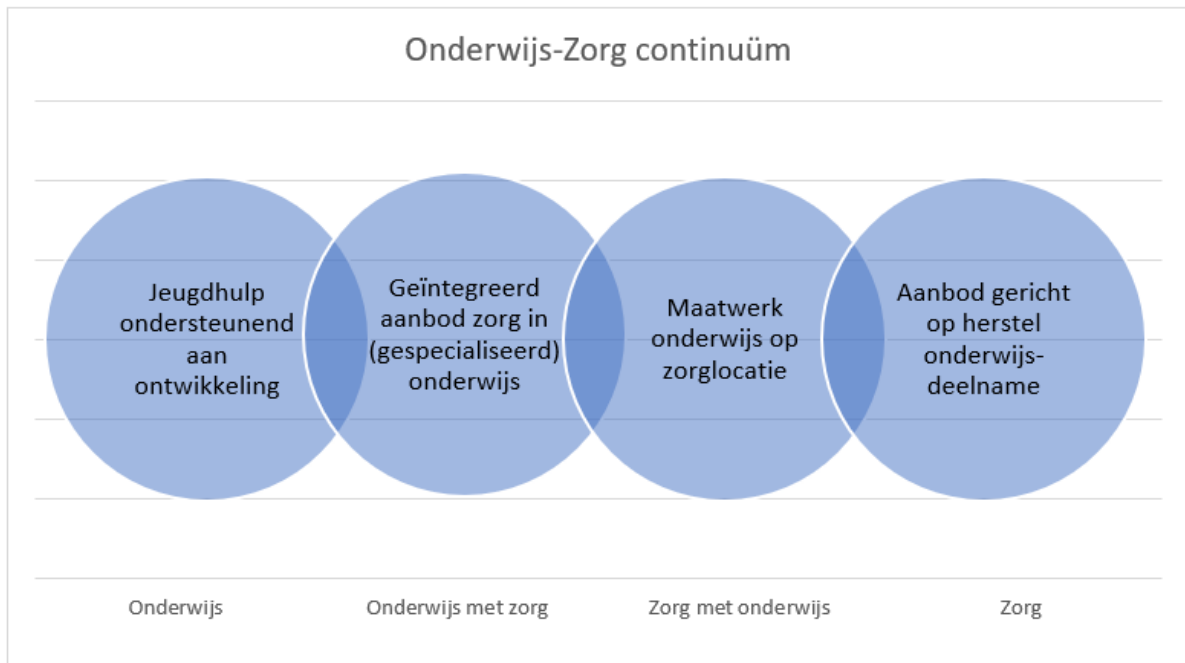 Onderwijs-Zorg continuüm
Jeugdhulp
ondersteunend
aan
ontwikkeling
Geïntegreerd
aanbod zorg in
(gespecialiseerd)
onderwijs
Maatwerk
onderwijs op
zorglocatie
Aanbod gericht
op herstel
onderwijs-
deelname
Onderwijs
Onderwijs met zorg
Zorg met onderwijs
Zorg